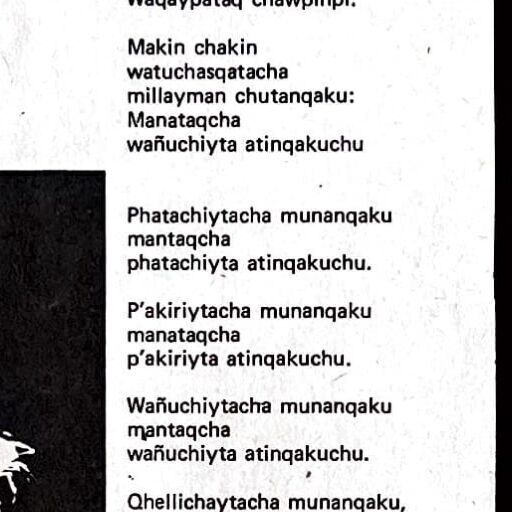 Waqaypataq chawpinpi.
Makin chakin
watuchasqatacha
millayman chutanqaku:
Manataqcha
wañuchiyta atinqakuchu
Phatachiytacha munanqaku
mantaqcha
phatachiyta atinqakuchu.
P'akiriytacha munanqaku
manataqcha
p'akiriyta atinqakuchu.
Wañuchiytacha munanqaku
mantaqcha
wañuchiyta atinqakuchu.
Qhellichaytacha munanqaku,